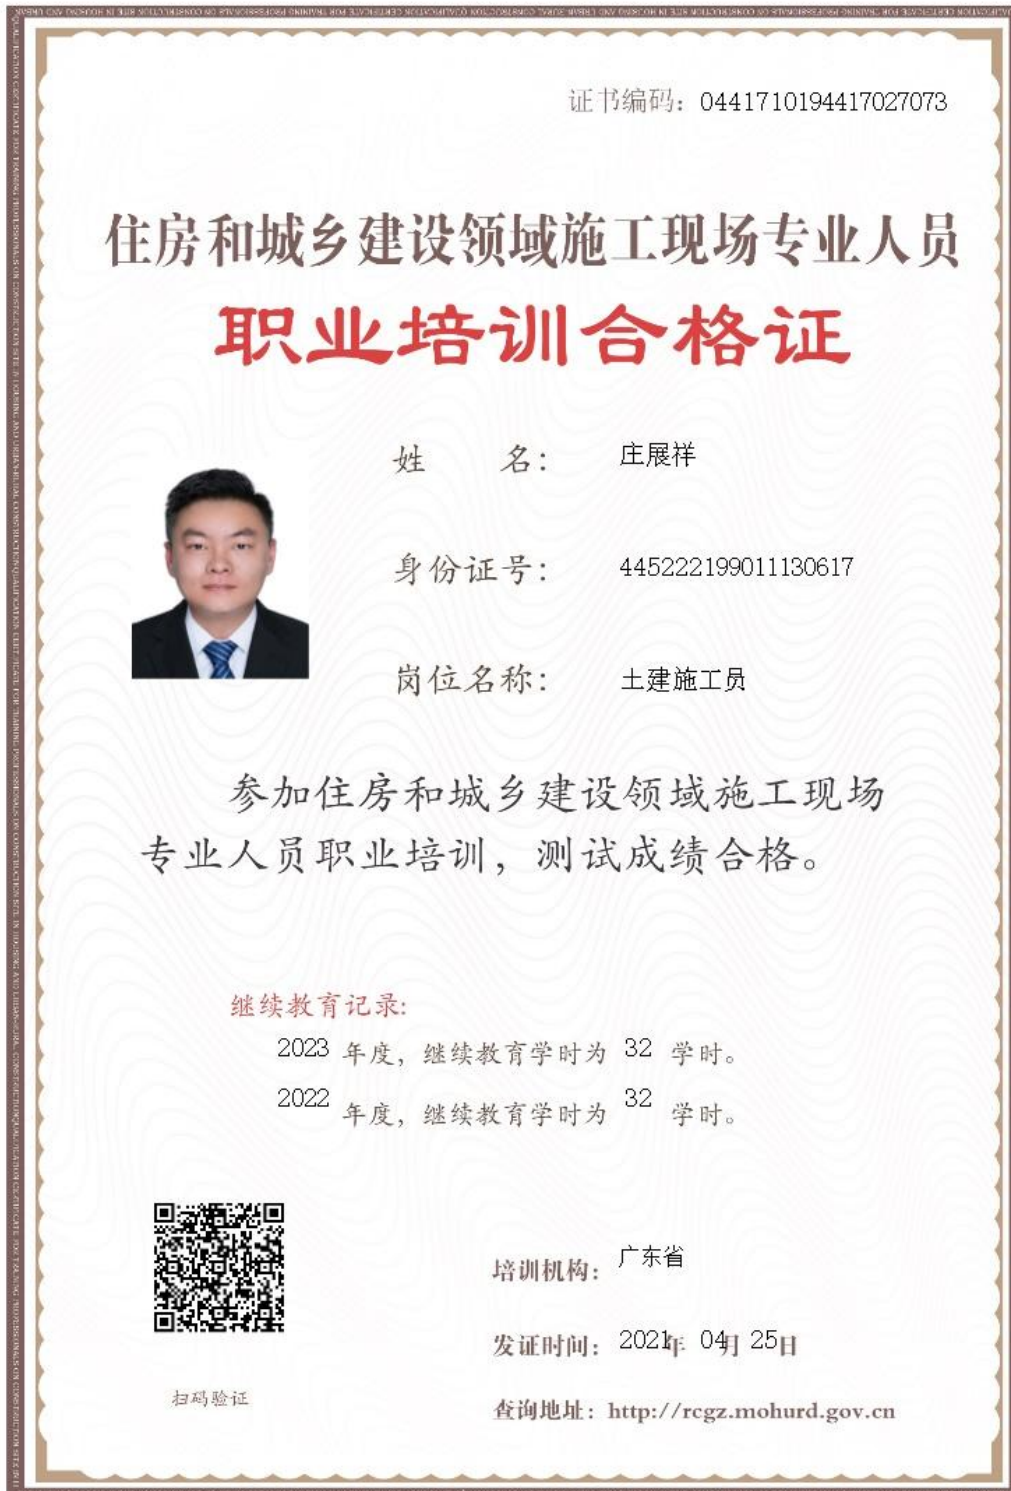 证书编码：0441710194417027073
住房和城乡建设领域施工现场专业人员
职业培训合格证
姓 名： 庄展祥
身份证号： 445222199011130617
岗位名称： 土建施工员
参加住房和城乡建设领域施工现场
专业人员职业培训，测试成绩合格。
继续教育记录:
2023 年度，继续教育学时为 32 学时。
2022 年度，继续教育学时为 32 学时。
培训机构： 广东省
发证时间： 2021年 04月 25日
扫码验证
查询地址：http://rcgz.mohurd.gov.cn